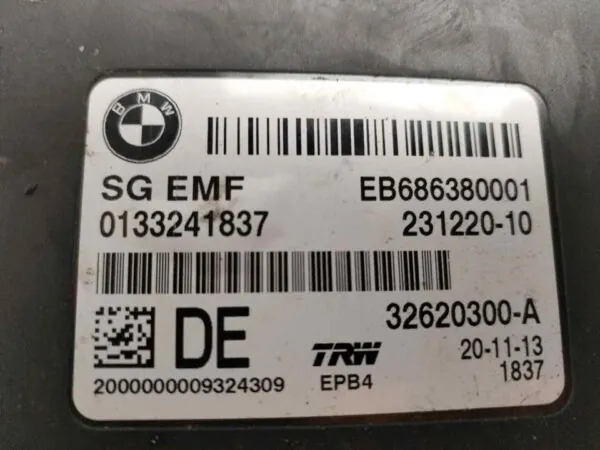 BMW
SG EMF EB686380001
0133241837 231220-10
DE 32620300-A
TRW 20-11-13
2000000009324309 EPB4 1837